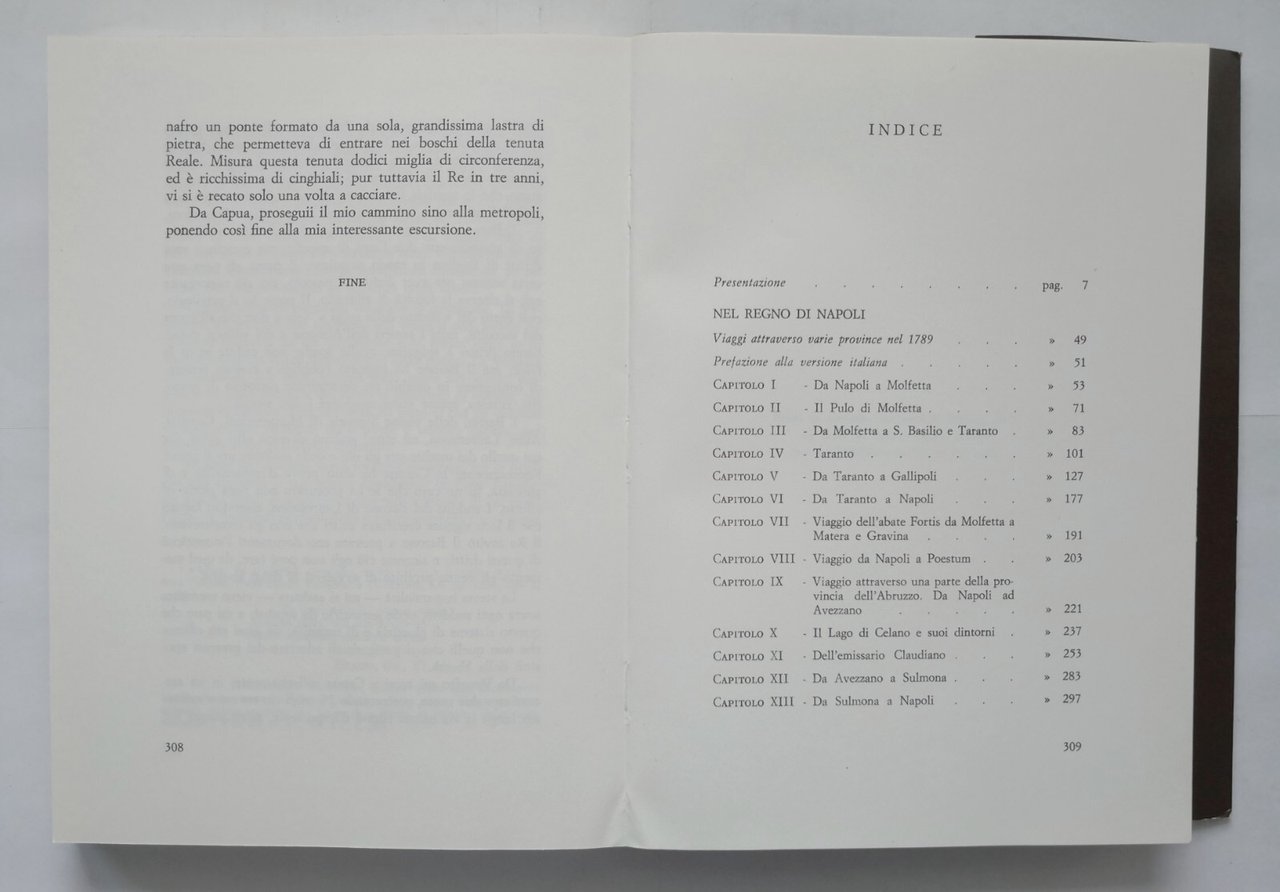 nafro un ponte formato da una sola, grandissima lastra di
pietra, che permetteva di entrare nei boschi della tenuta
Reale. Misura questa tenuta dodici miglia di circonferenza,
ed è ricchissima di cinghiali; pur tuttavia il Re in tre anni,
vi si è recato solo una volta a cacciare.
Da Capua, proseguii il mio cammino sino alla metropoli,
ponendo così fine alla mia interessante escursione.
FINE
308
INDICE
Presentazione . . . . . . . . pag. 7
NEL REGNO DI NAPOLI
Viaggi attraverso varie province nel 1789 . . . » 49
Prefazione alla versione italiana . . . . . » 51
CAPITOLO I - Da Napoli a Molfetta . . . » 53
CAPITOLO II - Il Pulo di Molfetta . . . . » 71
CAPITOLO III - Da Molfetta a S. Basilio e Taranto . » 83
CAPITOLO IV - Taranto . . . . . . » 101
CAPITOLO V - Da Taranto a Gallipoli . . . » 127
CAPITOLO VI - Da Taranto a Napoli . . . » 177
CAPITOLO VII - Viaggio dell'abate Fortis da Molfetta a
Matera e Gravina . . . . » 191
CAPITOLO VIII - Viaggio da Napoli a Poestum . . » 203
CAPITOLO IX - Viaggio attraverso una parte della pro-
vincia dell'Abruzzo. Da Napoli ad
Avezzano . . . . » 221
CAPITOLO X - Il Lago di Celano e suoi dintorni . » 237
CAPITOLO XI - Dell'emissario Claudiano . . . » 253
CAPITOLO XII - Da Avezzano a Sulmona . . . » 283
CAPITOLO XIII - Da Sulmona a Napoli . . . » 297
309